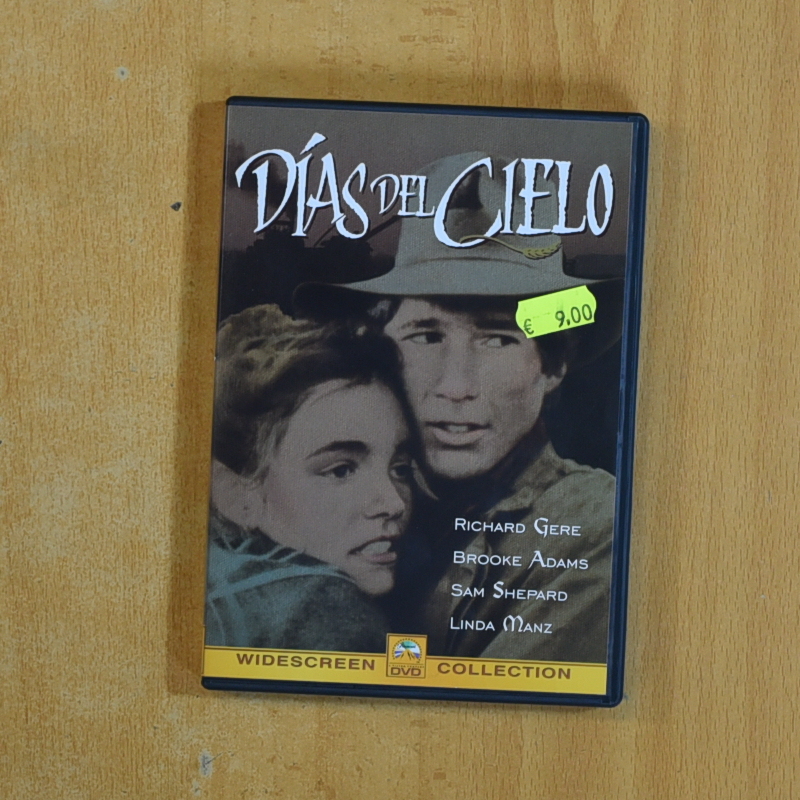 DÍAS DEL CIELO
€ 9,00
RICHARD GERE
BROOKE ADAMS
SAM SHEPARD
LINDA MANZ
WIDESCREEN DVD COLLECTION